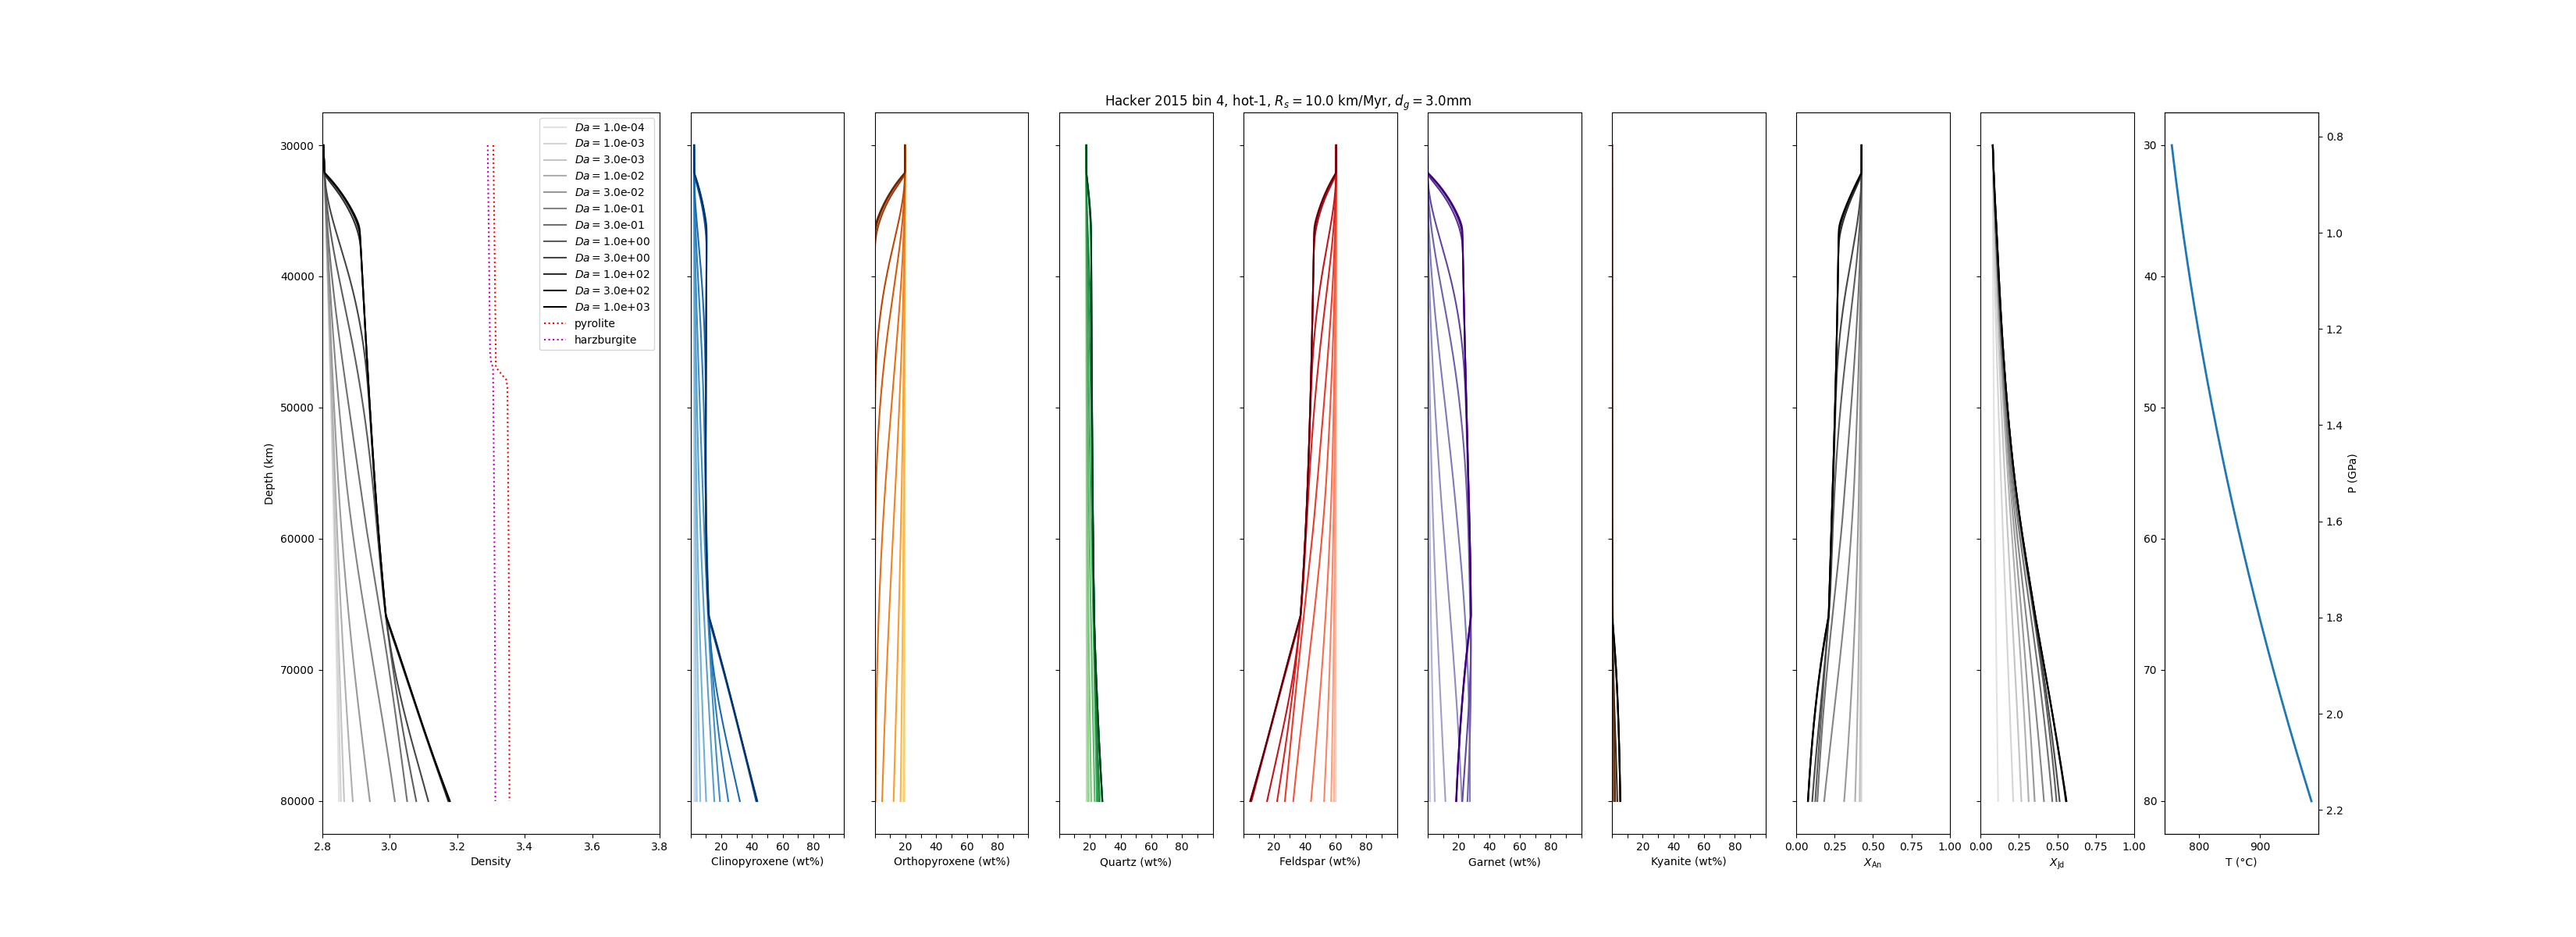 Hacker 2015 bin 4, hot-1, R_s = 10.0 km/Myr, d_g = 3.0mm
Da = 1.0e-04
Da = 1.0e-03
Da = 3.0e-03
Da = 1.0e-02
Da = 3.0e-02
Da = 1.0e-01
Da = 3.0e-01
Da = 1.0e+00
Da = 3.0e+00
Da = 1.0e+02
Da = 3.0e+02
Da = 1.0e+03
pyrolite
harzburgite
Depth (km)
30000
40000
50000
60000
70000
80000
2.8 3.0 3.2 3.4 3.6 3.8
Density
20 40 60 80
Clinopyroxene (wt%)
20 40 60 80
Orthopyroxene (wt%)
20 40 60 80
Quartz (wt%)
20 40 60 80
Feldspar (wt%)
20 40 60 80
Garnet (wt%)
20 40 60 80
Kyanite (wt%)
0.00 0.25 0.50 0.75 1.00
X_An
0.00 0.25 0.50 0.75 1.00
X_Jd
30
40
50
60
70
80
800 900
T (°C)
0.8
1.0
1.2
1.4
1.6
1.8
2.0
2.2
P (GPa)